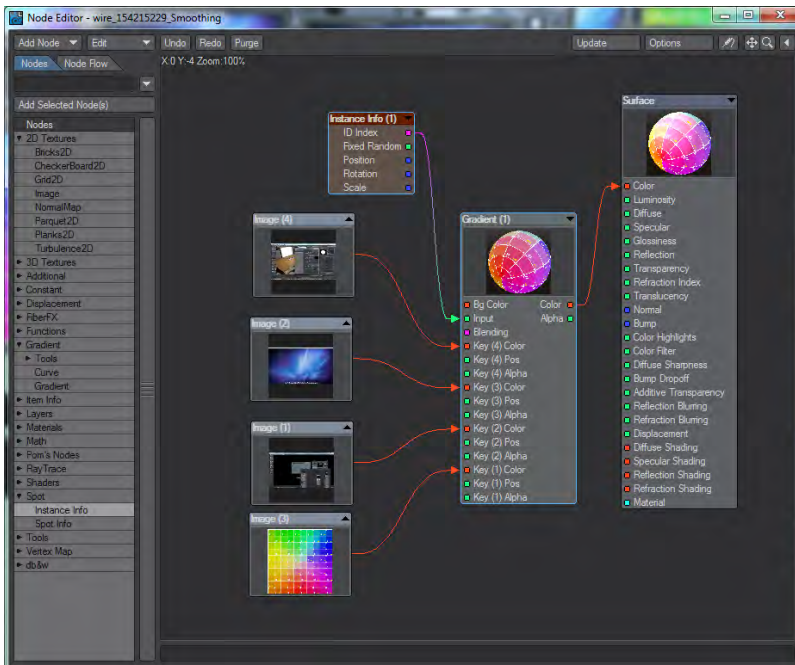 Node Editor - wire_154215229_Smoothing
Add Node Edit Undo Redo Purge Update Options
Nodes Node Flow
X:0 Y:-4 Zoom:100%
Add Selected Node(s)
Nodes
2D Textures
Bricks2D
CheckerBoard2D
Grid2D
Image
NormalMap
Parquet2D
Planks2D
Turbulence2D
3D Textures
Additional
Constant
Displacement
FiberFX
Functions
Gradient
Tools
Curve
Gradient
Item Info
Layers
Materials
Math
Pom's Nodes
RayTrace
Shaders
Spot
Instance Info
Spot Info
Tools
Vertex Map
db&w
Instance Info (1)
ID Index
Fixed Random
Position
Rotation
Scale
Image (4)
Image (2)
Image (1)
Image (3)
Gradient (1)
Bg Color Color
Input Alpha
Blending
Key (4) Color
Key (4) Pos
Key (4) Alpha
Key (3) Color
Key (3) Pos
Key (3) Alpha
Key (2) Color
Key (2) Pos
Key (2) Alpha
Key (1) Color
Key (1) Pos
Key (1) Alpha
Surface
Color
Luminosity
Diffuse
Specular
Glossiness
Reflection
Transparency
Refraction Index
Translucency
Normal
Bump
Color Highlights
Color Filter
Diffuse Sharpness
Bump Dropoff
Additive Transparency
Reflection Blurring
Refraction Blurring
Displacement
Diffuse Shading
Specular Shading
Reflection Shading
Refraction Shading
Material